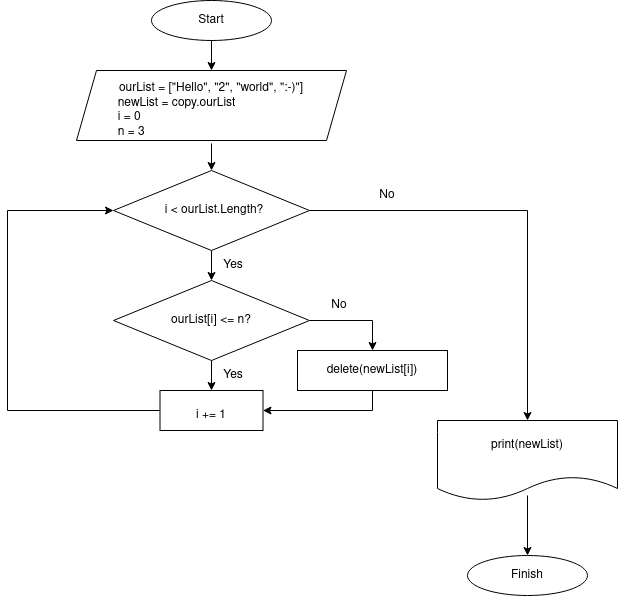 Start
ourList = ["Hello", "2", "world", ":-)"]
newList = copy.ourList
i = 0
n = 3
i < ourList.Length?
No
Yes
ourList[i] <= n?
No
Yes
delete(newList[i])
i += 1
print(newList)
Finish